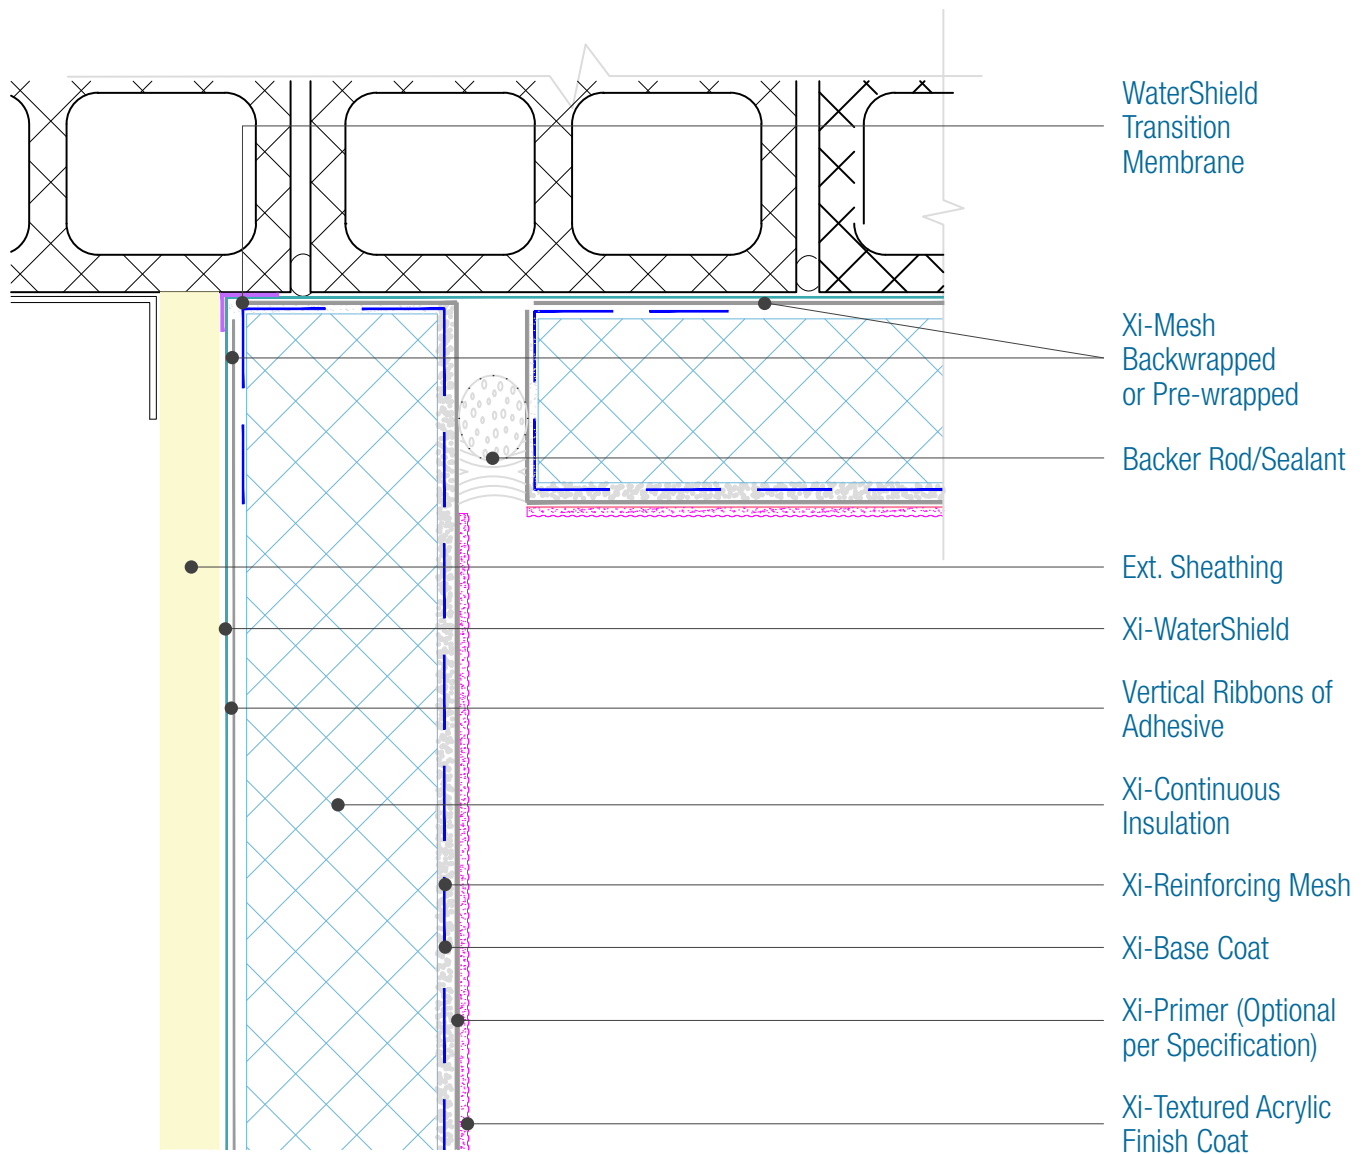 WaterShield
Transition
Membrane
Xi-Mesh
Backwrapped
or Pre-wrapped
Backer Rod/Sealant
Ext. Sheathing
Xi-WaterShield
Vertical Ribbons of
Adhesive
Xi-Continuous
Insulation
Xi-Reinforcing Mesh
Xi-Base Coat
Xi-Primer (Optional
per Specification)
Xi-Textured Acrylic
Finish Coat